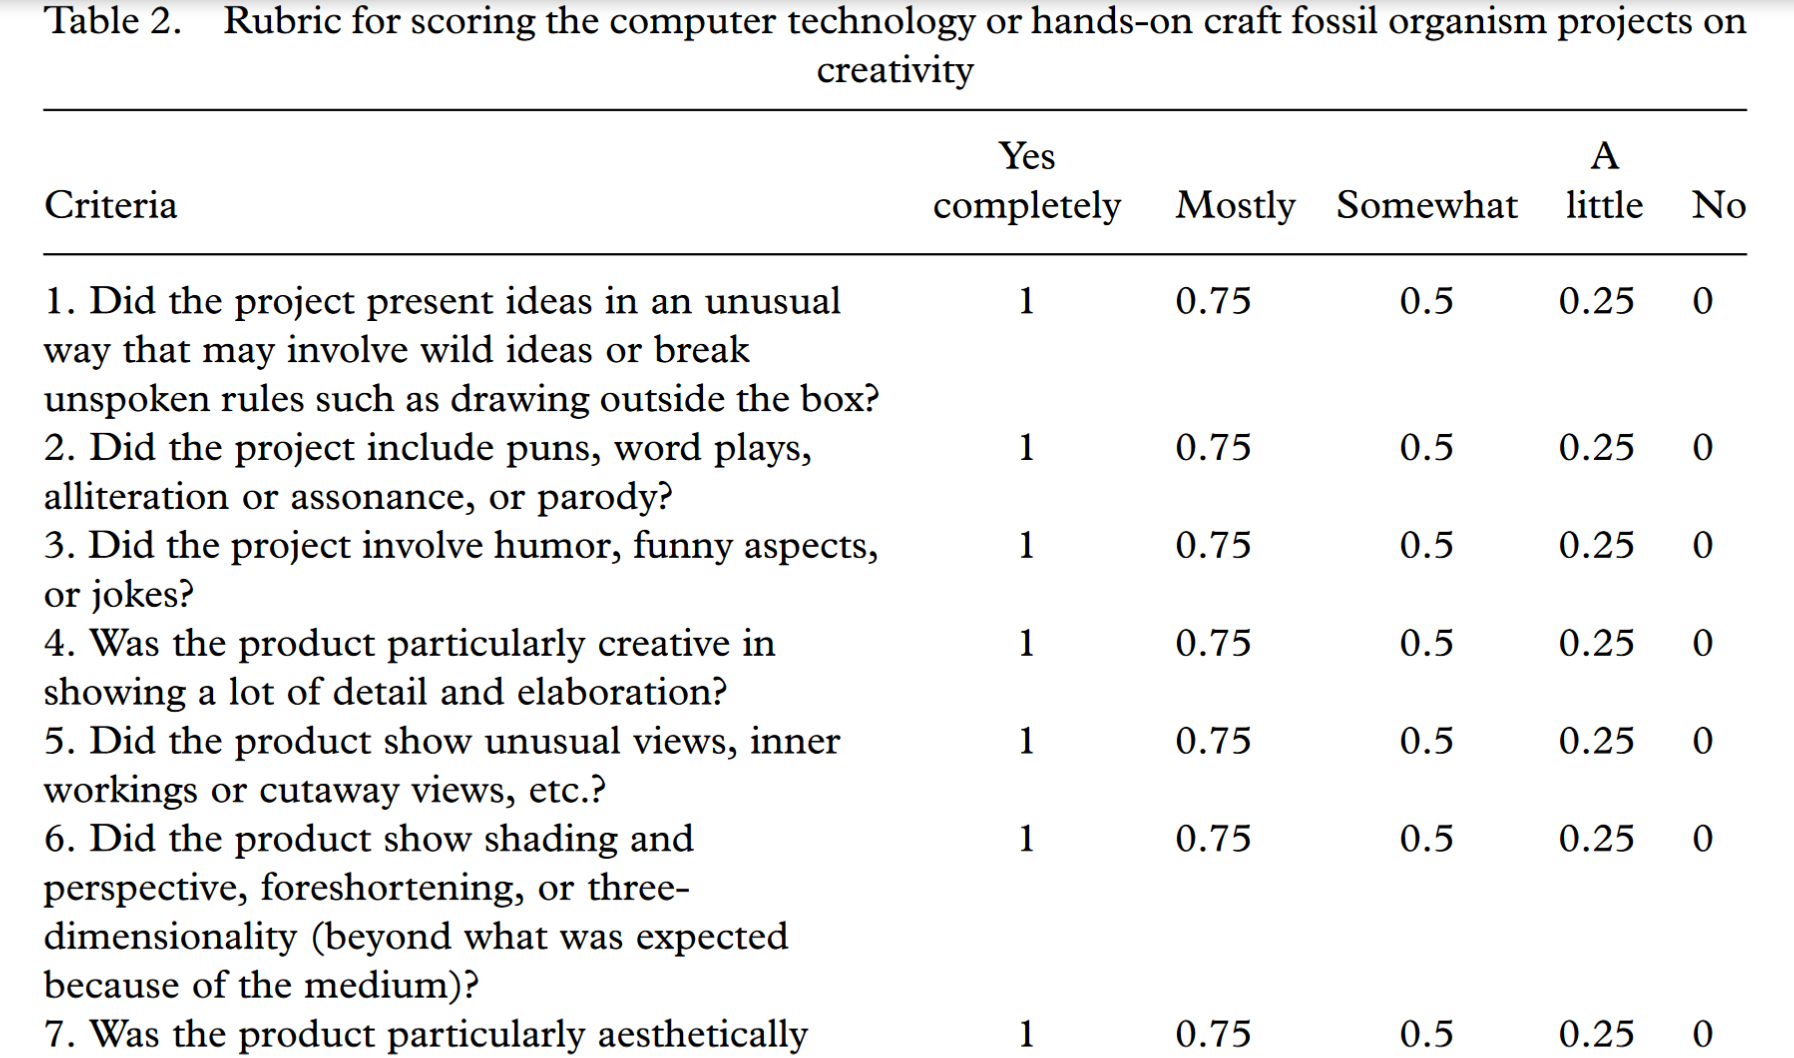 Table 2. Rubric for scoring the computer technology or hands-on craft fossil organism projects on
creativity
Yes
A
Criteria completely Mostly Somewhat little No
1. Did the project present ideas in an unusual 1 0.75 0.5 0.25 0
way that may involve wild ideas or break
unspoken rules such as drawing outside the box?
2. Did the project include puns, word plays, 1 0.75 0.5 0.25 0
alliteration or assonance, or parody?
3. Did the project involve humor, funny aspects, 1 0.75 0.5 0.25 0
or jokes?
4. Was the product particularly creative in 1 0.75 0.5 0.25 0
showing a lot of detail and elaboration?
5. Did the product show unusual views, inner 1 0.75 0.5 0.25 0
workings or cutaway views, etc.?
6. Did the product show shading and 1 0.75 0.5 0.25 0
perspective, foreshortening, or three-
dimensionality (beyond what was expected
because of the medium)?
7. Was the product particularly aesthetically 1 0.75 0.5 0.25 0